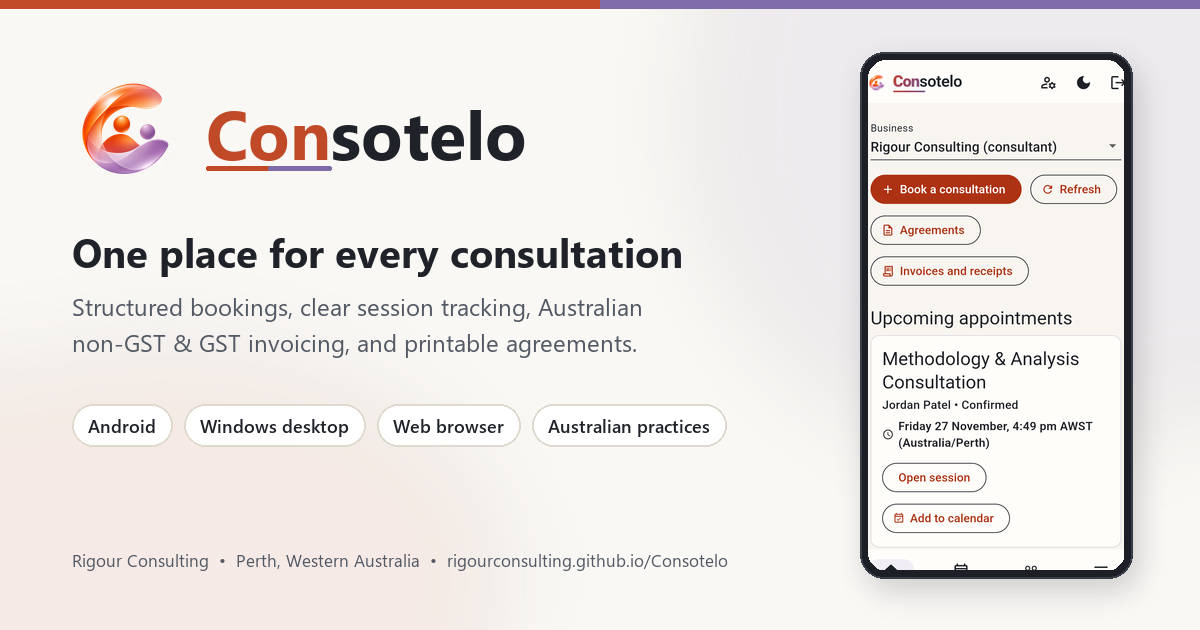 Consotelo
One place for every consultation
Structured bookings, clear session tracking, Australian
non-GST & GST invoicing, and printable agreements.
Android
Windows desktop
Web browser
Australian practices
Rigour Consulting • Perth, Western Australia • rigourconsulting.github.io/Consotelo
Consotelo
Business
Rigour Consulting (consultant)
+ Book a consultation
Refresh
Agreements
Invoices and receipts
Upcoming appointments
Methodology & Analysis
Consultation
Jordan Patel • Confirmed
Friday 27 November, 4:49 pm AWST
(Australia/Perth)
Open session
Add to calendar